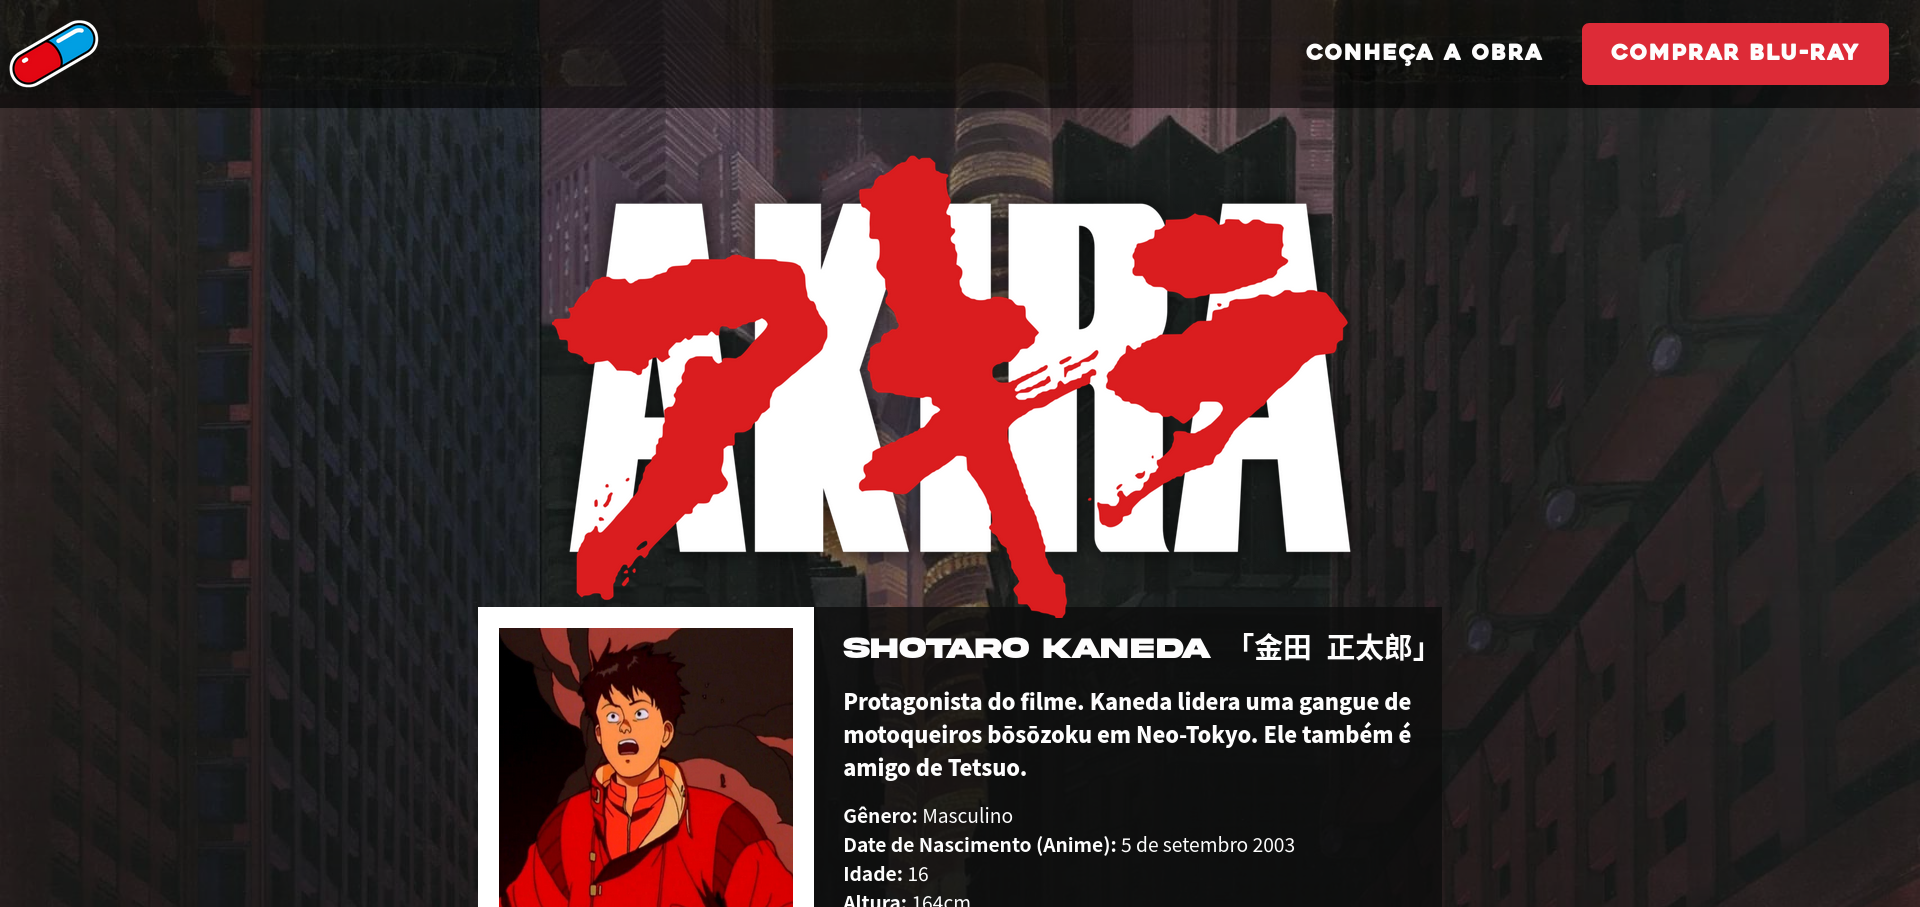 CONHEÇA A OBRA
COMPRAR BLU-RAY
AKIRA
アキラ
SHOTARO KANEDA 「金田 正太郎」
Protagonista do filme. Kaneda lidera uma gangue de
motoqueiros bōsōzoku em Neo-Tokyo. Ele também é
amigo de Tetsuo.
Gênero: Masculino
Date de Nascimento (Anime): 5 de setembro 2003
Idade: 16
Altura: 164cm